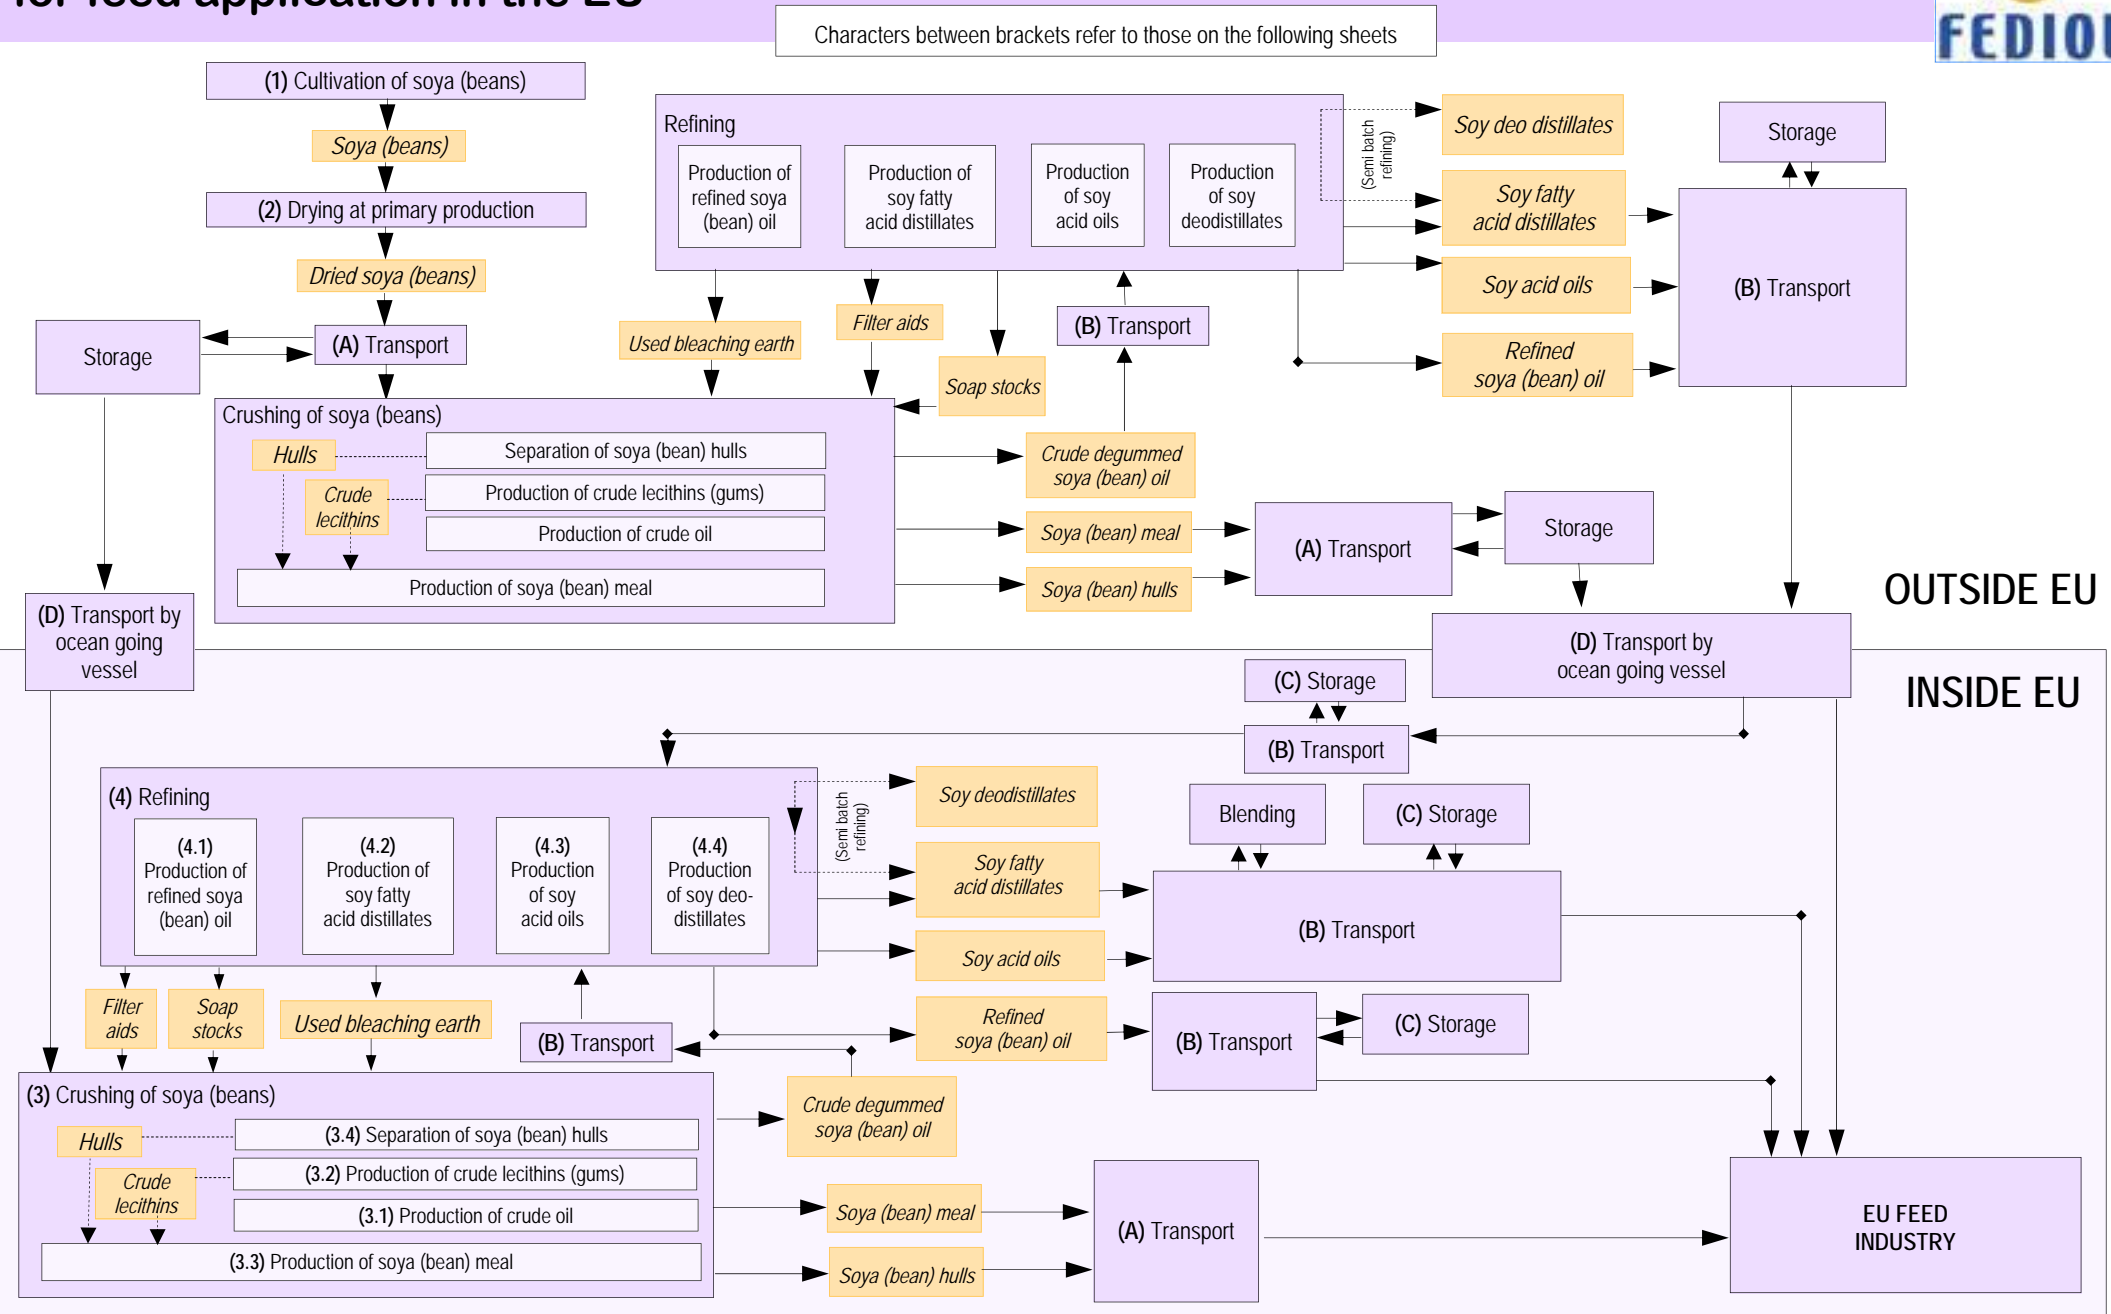 for feed application in the EU
Characters between brackets refer to those on the following sheets
(1) Cultivation of soya (beans)
Soya (beans)
(2) Drying at primary production
Dried soya (beans)
Storage
(A) Transport
Refining
Production of
refined soya
(bean) oil
Production of
soy fatty
acid distillates
Production
of soy
acid oils
Production
of soy
deodistillates
(Semi batch
refining)
Soy deo distillates
Soy fatty
acid distillates
Soy acid oils
Refined
soya (bean) oil
Storage
(B) Transport
Used bleaching earth
Filter aids
Soap stocks
(B) Transport
Crushing of soya (beans)
Hulls
Separation of soya (bean) hulls
Crude
lecithins
Production of crude lecithins (gums)
Production of crude oil
Production of soya (bean) meal
Crude degummed
soya (bean) oil
Soya (bean) meal
Soya (bean) hulls
(A) Transport
Storage
OUTSIDE EU
(D) Transport by
ocean going
vessel
(D) Transport by
ocean going vessel
INSIDE EU
(C) Storage
(B) Transport
(4) Refining
(4.1)
Production of
refined soya
(bean) oil
(4.2)
Production of
soy fatty
acid distillates
(4.3)
Production
of soy
acid oils
(4.4)
Production
of soy deo-
distillates
(Semi batch
refining)
Soy deodistillates
Soy fatty
acid distillates
Soy acid oils
Refined
soya (bean) oil
Blending
(C) Storage
(B) Transport
(B) Transport
(C) Storage
Filter
aids
Soap
stocks
Used bleaching earth
(B) Transport
(3) Crushing of soya (beans)
Hulls
(3.4) Separation of soya (bean) hulls
Crude
lecithins
(3.2) Production of crude lecithins (gums)
(3.1) Production of crude oil
(3.3) Production of soya (bean) meal
Crude degummed
soya (bean) oil
Soya (bean) meal
Soya (bean) hulls
(A) Transport
EU FEED
INDUSTRY